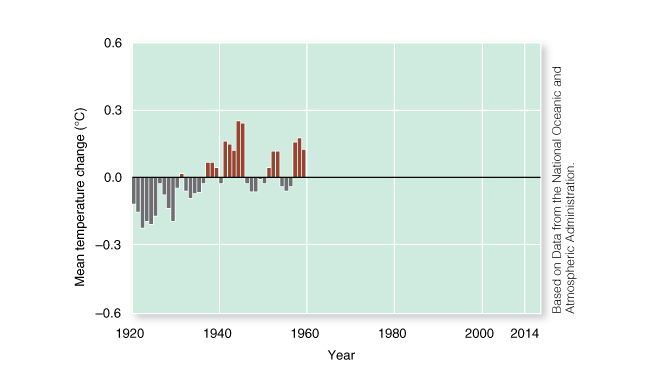 0.6
0.3
0.0
–0.3
–0.6
Mean temperature change (°C)
1920
1940
1960
1980
2000
2014
Year
Based on Data from the National Oceanic and
Atmospheric Administration.